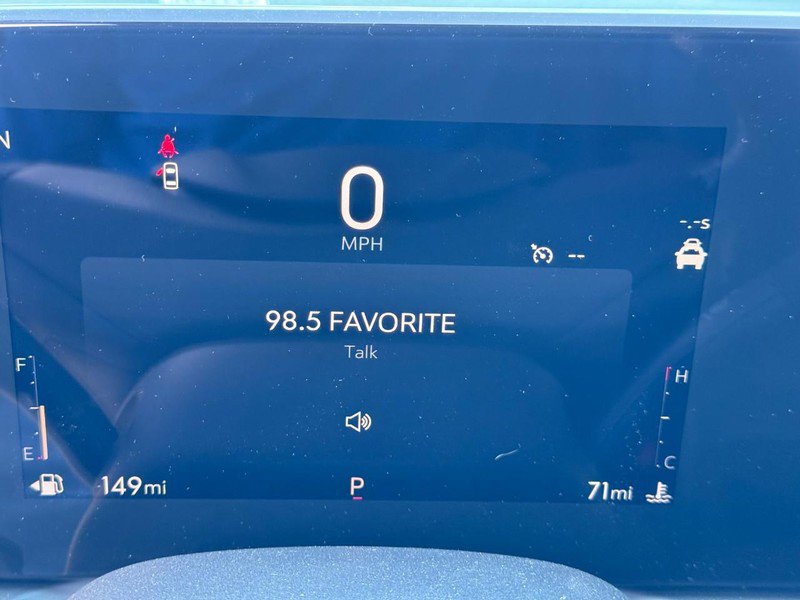 N
0
MPH
--
-.-s
98.5 FAVORITE
Talk
F
E
H
C
149mi
P
71mi